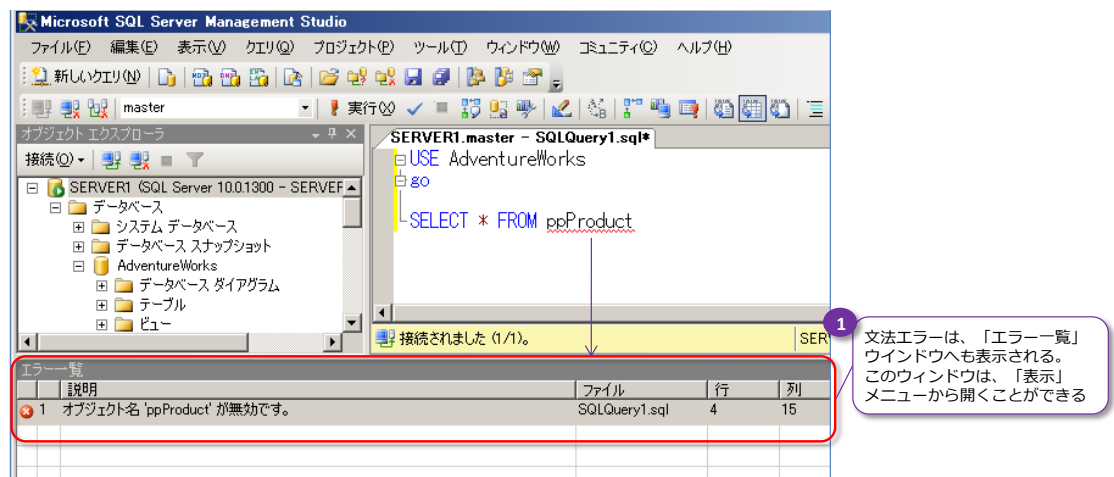 Microsoft SQL Server Management Studio
ファイル(F) 編集(E) 表示(V) クエリ(Q) プロジェクト(P) ツール(T) ウィンドウ(W) コミュニティ(C) ヘルプ(H)
新しいクエリ(N)
master
実行(X)
オブジェクト エクスプローラ
接続(O)
SERVER1 (SQL Server 10.0.1300 - SERVER
データベース
システム データベース
データベース スナップショット
AdventureWorks
データベース ダイアグラム
テーブル
ビュー
SERVER1.master - SQLQuery1.sql*
USE AdventureWorks
go
SELECT * FROM ppProduct
接続されました (1/1)。
SER
エラー一覧
説明 ファイル 行 列
1 オブジェクト名 'ppProduct' が無効です。 SQLQuery1.sql 4 15
1
文法エラーは、「エラー一覧」
ウインドウへも表示される。
このウィンドウは、「表示」
メニューから開くことができる